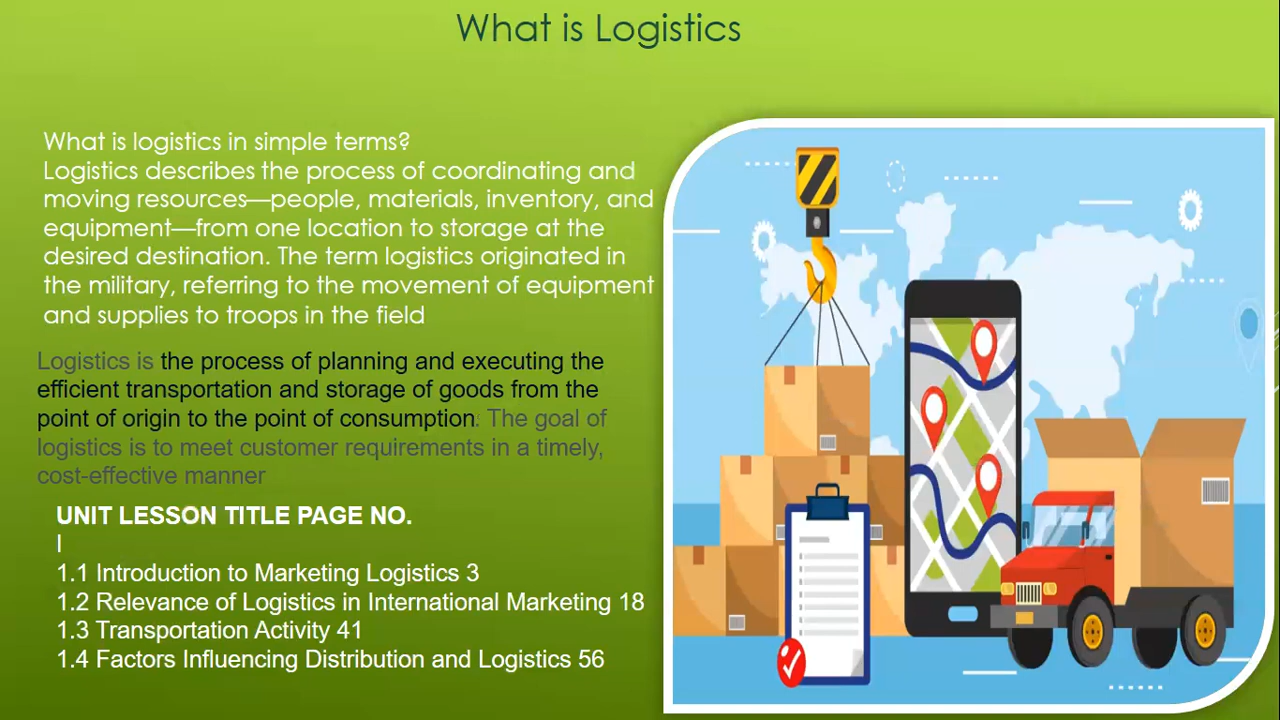 What is Logistics
What is logistics in simple terms?
Logistics describes the process of coordinating and
moving resources—people, materials, inventory, and
equipment—from one location to storage at the
desired destination. The term logistics originated in
the military, referring to the movement of equipment
and supplies to troops in the field
Logistics is the process of planning and executing the
efficient transportation and storage of goods from the
point of origin to the point of consumption. The goal of
logistics is to meet customer requirements in a timely,
cost-effective manner
UNIT LESSON TITLE PAGE NO.
I
1.1 Introduction to Marketing Logistics 3
1.2 Relevance of Logistics in International Marketing 18
1.3 Transportation Activity 41
1.4 Factors Influencing Distribution and Logistics 56